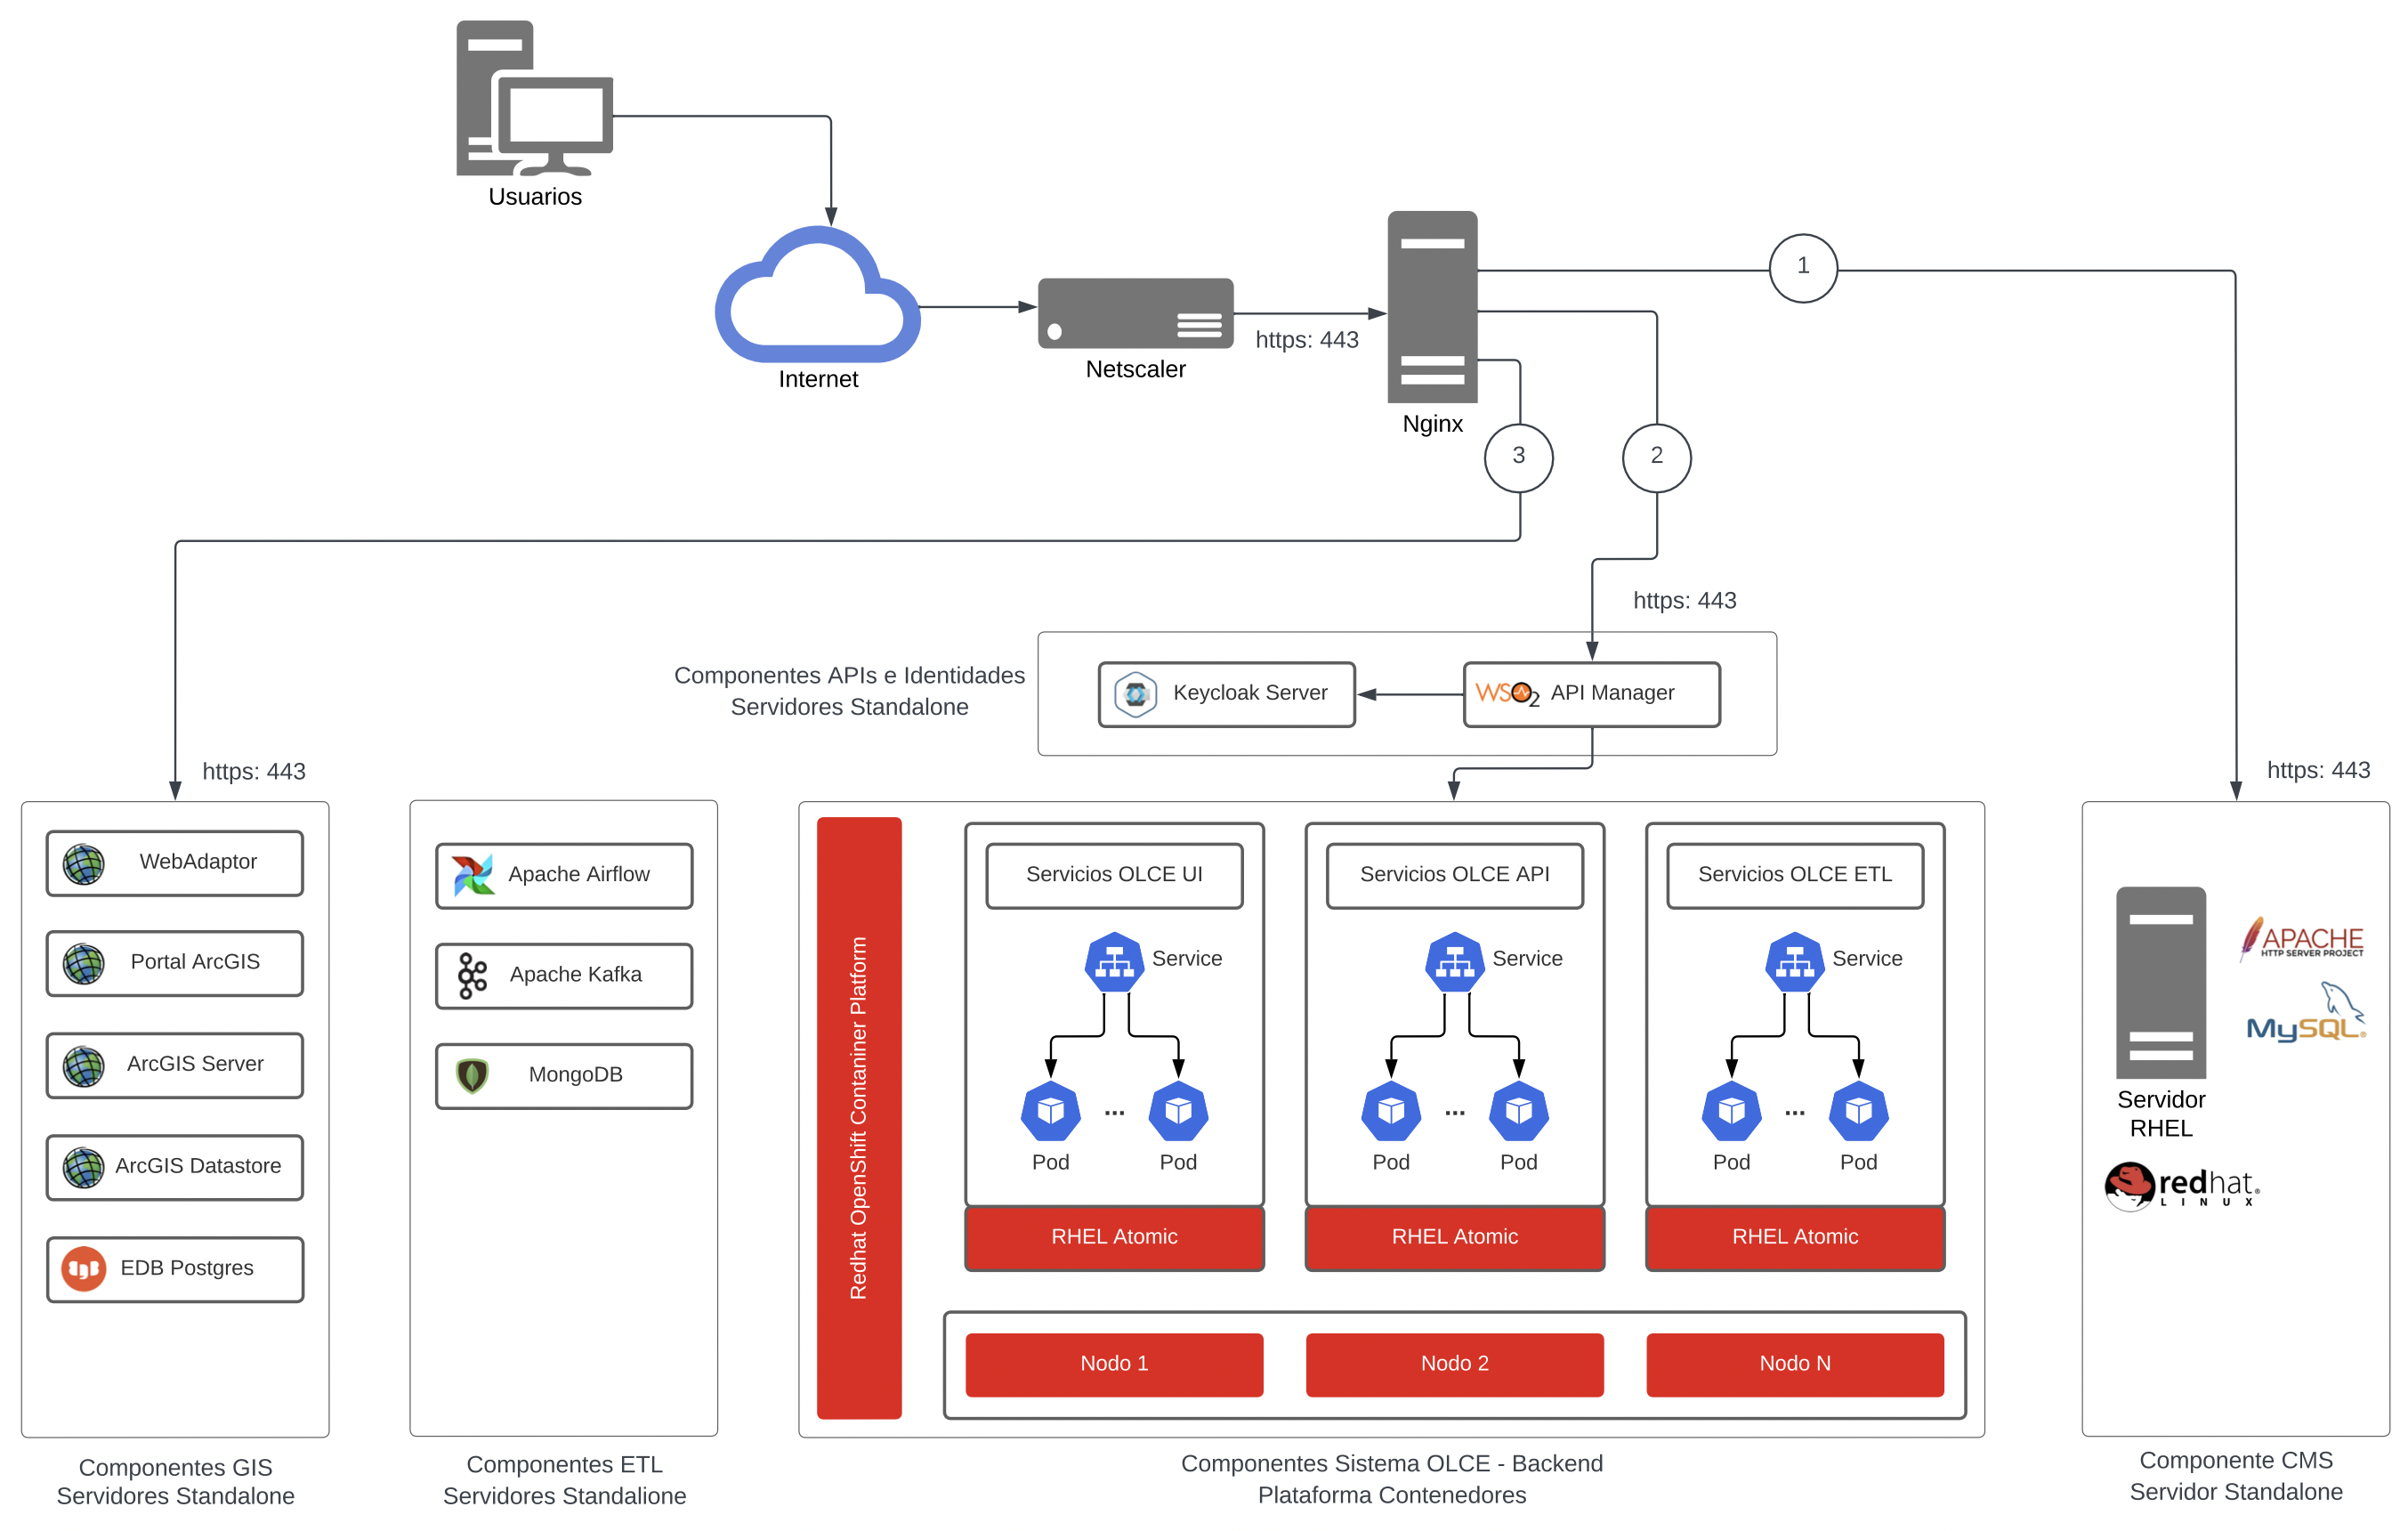 Usuarios
Internet
Netscaler
https: 443
Nginx
1
2
3
https: 443
Componentes APIs e Identidades
Servidores Standalone
Keycloak Server
WSO2
API Manager
https: 443
https: 443
WebAdaptor
Portal ArcGIS
ArcGIS Server
ArcGIS Datastore
EDB Postgres
Componentes GIS
Servidores Standalone
Apache Airflow
Apache Kafka
MongoDB
Componentes ETL
Servidores Standalione
Redhat OpenShift Contaniner Platform
Servicios OLCE UI
Service
...
Pod
Pod
RHEL Atomic
Servicios OLCE API
Service
...
Pod
Pod
RHEL Atomic
Servicios OLCE ETL
Service
...
Pod
Pod
RHEL Atomic
Nodo 1
Nodo 2
Nodo N
Componentes Sistema OLCE - Backend
Plataforma Contenedores
APACHE
HTTP SERVER PROJECT
MySQL®
Servidor
RHEL
redhat®
LINUX
Componente CMS
Servidor Standalone